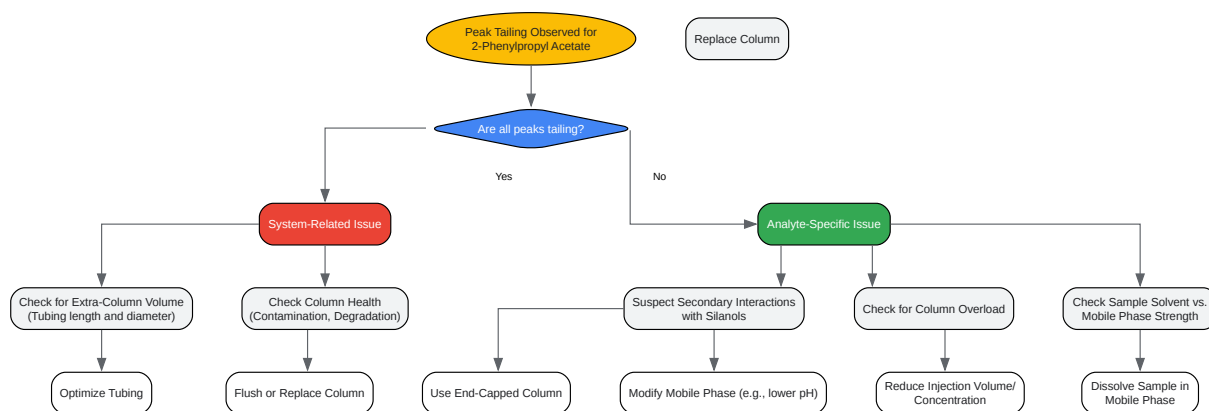 Peak Tailing Observed for
2-Phenylpropyl Acetate
Replace Column
Are all peaks tailing?
Yes
No
System-Related Issue
Analyte-Specific Issue
Check for Extra-Column Volume
(Tubing length and diameter)
Check Column Health
(Contamination, Degradation)
Suspect Secondary Interactions
with Silanols
Check for Column Overload
Check Sample Solvent vs.
Mobile Phase Strength
Optimize Tubing
Flush or Replace Column
Use End-Capped Column
Modify Mobile Phase (e.g., lower pH)
Reduce Injection Volume/
Concentration
Dissolve Sample in
Mobile Phase